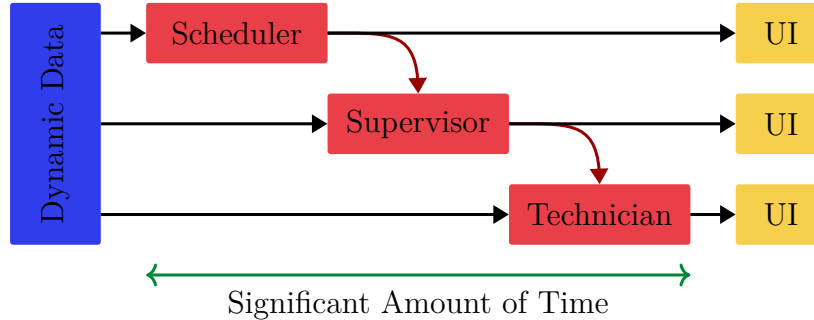 Dynamic Data
Scheduler
UI
Supervisor
UI
Technician
UI
Significant Amount of Time